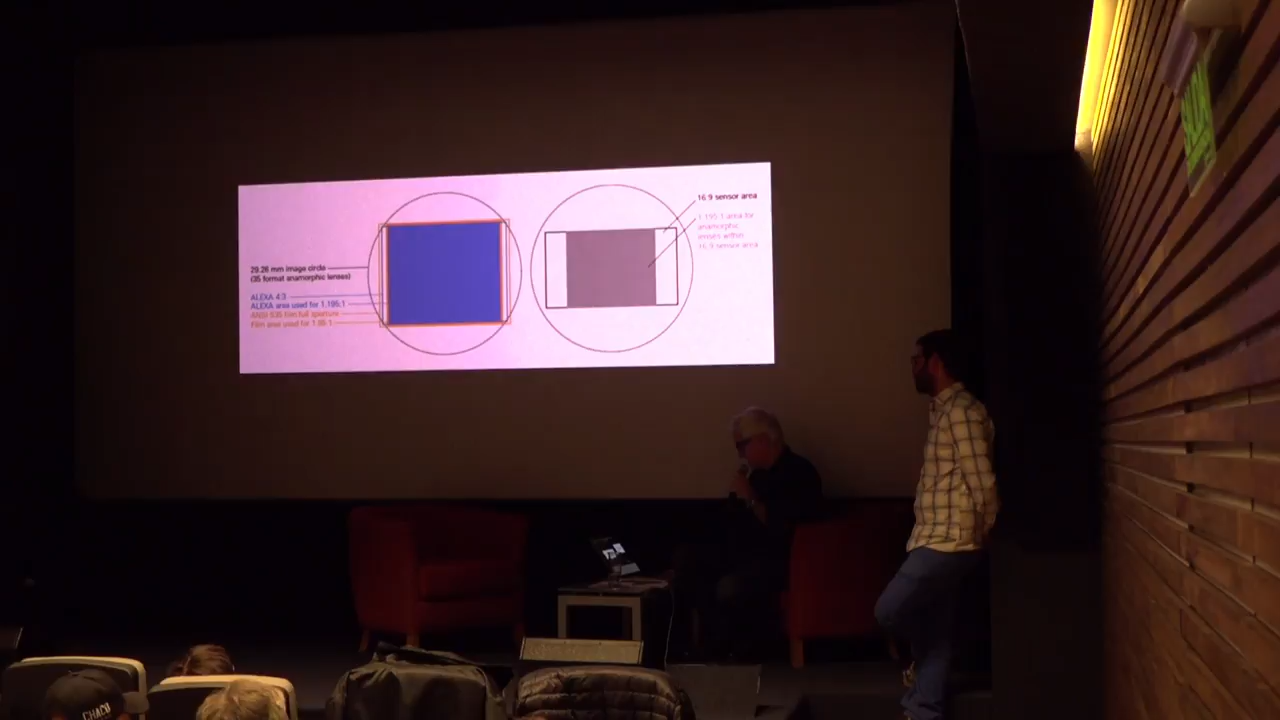 29.26 mm image circle
(35 format anamorphic lenses)
ALEXA 4:3
ALEXA area used for 1.195:1
ANSI S35 film full aperture
Film area used for 1.195:1
16:9 sensor area
1.195:1 area for
anamorphic
lenses within
16:9 sensor area
CHACO